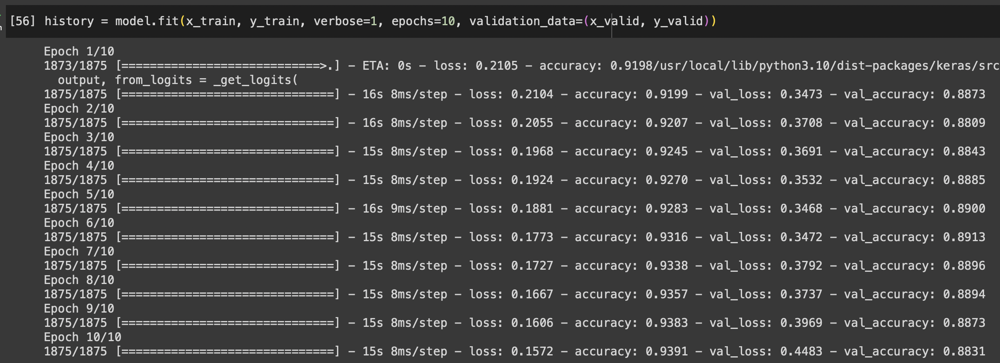 [56] history = model.fit(x_train, y_train, verbose=1, epochs=10, validation_data=(x_valid, y_valid))
Epoch 1/10
1873/1875 [============================>.] - ETA: 0s - loss: 0.2105 - accuracy: 0.9198/usr/local/lib/python3.10/dist-packages/keras/src
output, from_logits = _get_logits(
1875/1875 [==============================] - 16s 8ms/step - loss: 0.2104 - accuracy: 0.9199 - val_loss: 0.3473 - val_accuracy: 0.8873
Epoch 2/10
1875/1875 [==============================] - 16s 8ms/step - loss: 0.2055 - accuracy: 0.9207 - val_loss: 0.3708 - val_accuracy: 0.8809
Epoch 3/10
1875/1875 [==============================] - 15s 8ms/step - loss: 0.1968 - accuracy: 0.9245 - val_loss: 0.3691 - val_accuracy: 0.8843
Epoch 4/10
1875/1875 [==============================] - 15s 8ms/step - loss: 0.1924 - accuracy: 0.9270 - val_loss: 0.3532 - val_accuracy: 0.8885
Epoch 5/10
1875/1875 [==============================] - 16s 9ms/step - loss: 0.1881 - accuracy: 0.9283 - val_loss: 0.3468 - val_accuracy: 0.8900
Epoch 6/10
1875/1875 [==============================] - 15s 8ms/step - loss: 0.1773 - accuracy: 0.9316 - val_loss: 0.3472 - val_accuracy: 0.8913
Epoch 7/10
1875/1875 [==============================] - 15s 8ms/step - loss: 0.1727 - accuracy: 0.9338 - val_loss: 0.3792 - val_accuracy: 0.8896
Epoch 8/10
1875/1875 [==============================] - 15s 8ms/step - loss: 0.1667 - accuracy: 0.9357 - val_loss: 0.3737 - val_accuracy: 0.8894
Epoch 9/10
1875/1875 [==============================] - 15s 8ms/step - loss: 0.1606 - accuracy: 0.9383 - val_loss: 0.3969 - val_accuracy: 0.8873
Epoch 10/10
1875/1875 [==============================] - 15s 8ms/step - loss: 0.1572 - accuracy: 0.9391 - val_loss: 0.4483 - val_accuracy: 0.8831